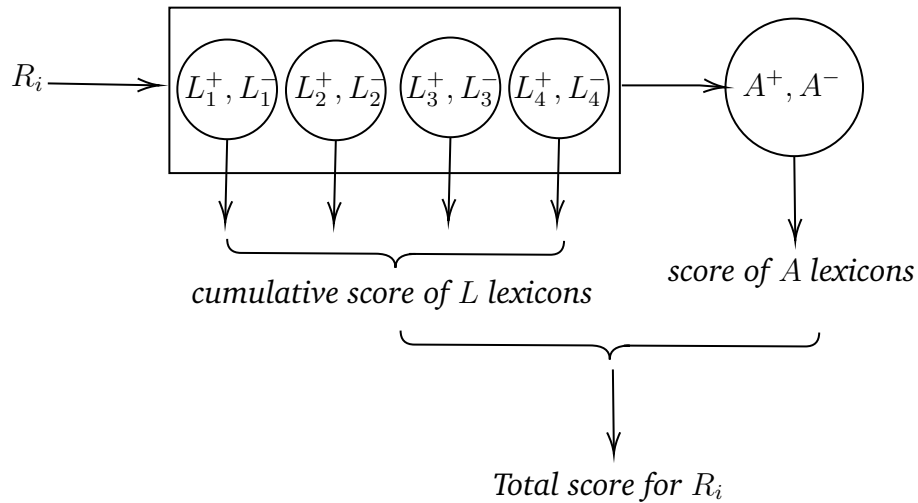 R_i L_1^+, L_1^- L_2^+, L_2^- L_3^+, L_3^- L_4^+, L_4^- A^+, A^-
score of A lexicons
cumulative score of L lexicons
Total score for R_i